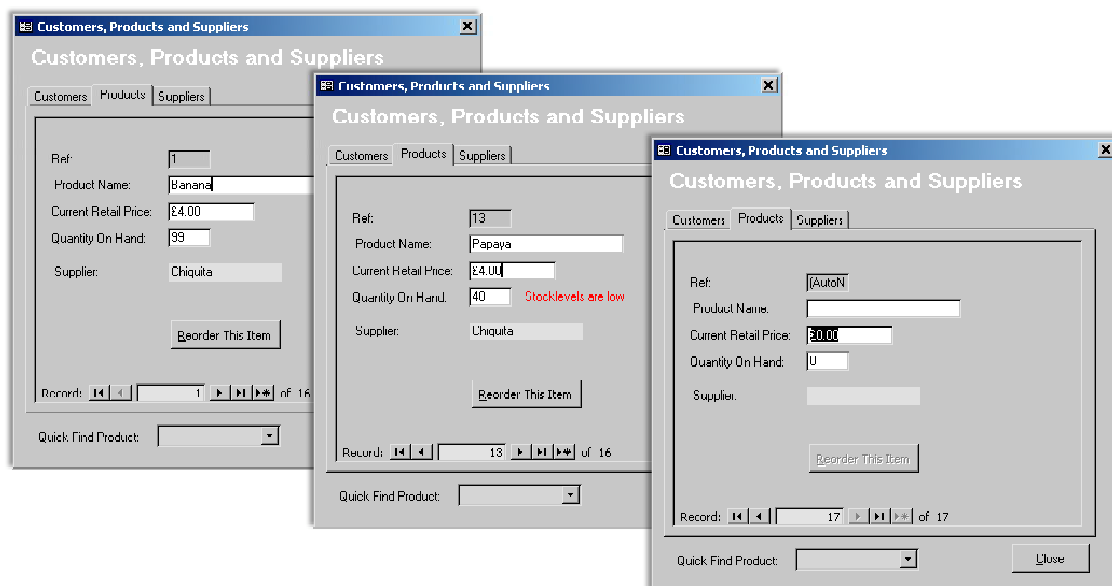 Customers, Products and Suppliers
Customers, Products and Suppliers
Customers Products Suppliers
Ref: 1
Product Name: Banana
Current Retail Price: £4.00
Quantity On Hand: 99
Supplier: Chiquita
Reorder This Item
Record: 1 of 16
Quick Find Product:
Customers, Products and Suppliers
Customers, Products and Suppliers
Customers Products Suppliers
Ref: 13
Product Name: Papaya
Current Retail Price: £4.00
Quantity On Hand: 40 Stocklevels are low
Supplier: Chiquita
Reorder This Item
Record: 13 of 16
Quick Find Product:
Customers, Products and Suppliers
Customers, Products and Suppliers
Customers Products Suppliers
Ref: (AutoN
Product Name:
Current Retail Price: £0.00
Quantity On Hand: 0
Supplier:
Reorder This Item
Record: 17 of 17
Quick Find Product:
Close